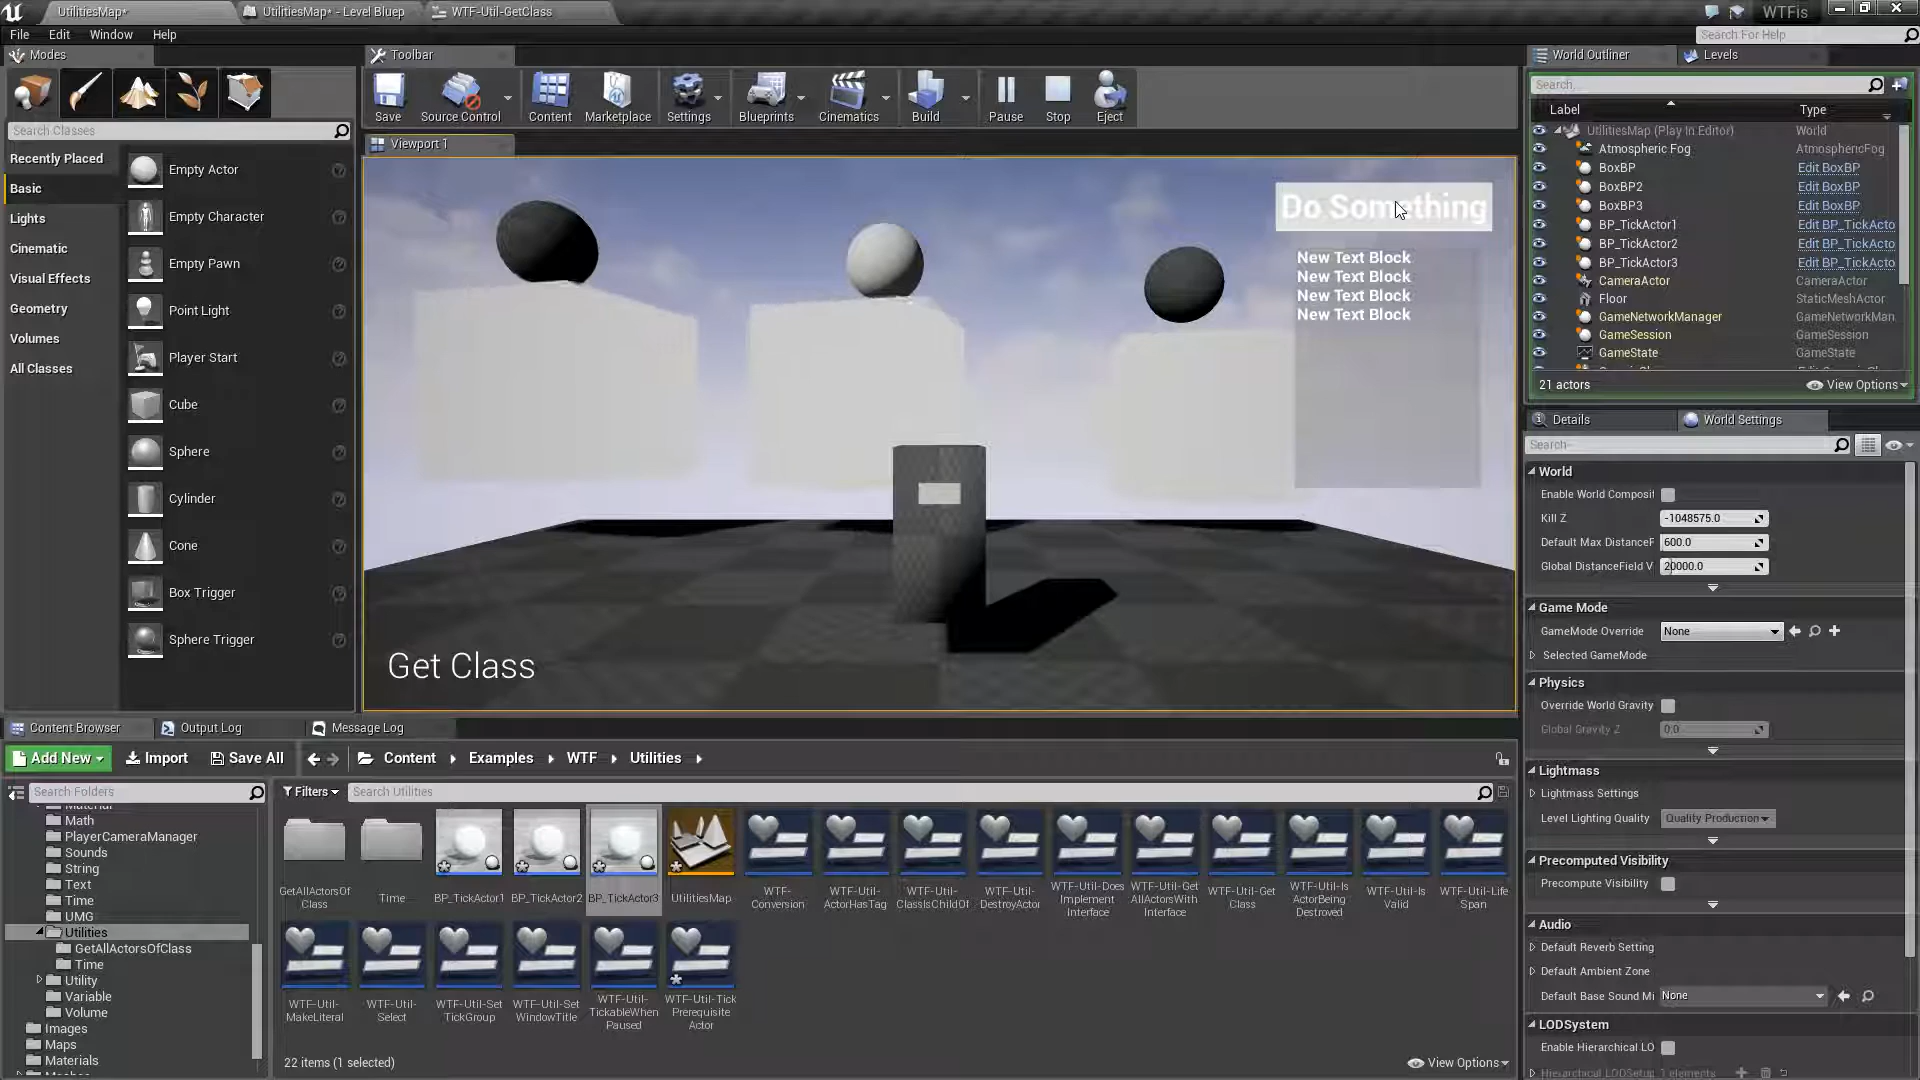 UtilitiesMap*
UtilitiesMap* - Level Bluep
WTF-Util-GetClass
WTFis
File
Edit
Window
Help
Search For Help
Modes
Toolbar
World Outliner
Levels
Save
Source Control
Content
Marketplace
Settings
Blueprints
Cinematics
Build
Pause
Stop
Eject
Search Classes
Recently Placed
Basic
Lights
Cinematic
Visual Effects
Geometry
Volumes
All Classes
Empty Actor
Empty Character
Empty Pawn
Point Light
Player Start
Cube
Sphere
Cylinder
Cone
Box Trigger
Sphere Trigger
Viewport 1
Do Something
New Text Block
New Text Block
New Text Block
New Text Block
Get Class
Search...
Label
Type
UtilitiesMap (Play In Editor)
World
Atmospheric Fog
AtmosphericFog
BoxBP
Edit BoxBP
BoxBP2
Edit BoxBP
BoxBP3
Edit BoxBP
BP_TickActor1
Edit BP_TickActo
BP_TickActor2
Edit BP_TickActo
BP_TickActor3
Edit BP_TickActo
CameraActor
CameraActor
Floor
StaticMeshActor
GameNetworkManager
GameNetworkMan
GameSession
GameSession
GameState
GameState
21 actors
View Options
Details
World Settings
Search
World
Enable World Composit
Kill Z
-1048575.0
Default Max DistanceF
600.0
Global DistanceField V
20000.0
Game Mode
GameMode Override
None
Selected GameMode
Physics
Override World Gravity
Global Gravity Z
0.0
Lightmass
Lightmass Settings
Level Lighting Quality
Quality Production
Precomputed Visibility
Precompute Visibility
Audio
Default Reverb Setting
Default Ambient Zone
Default Base Sound Mi
None
LODSystem
Enable Hierarchical LO
Hierarchical LODSetup
1 elements
Content Browser
Output Log
Message Log
Add New
Import
Save All
Content
Examples
WTF
Utilities
Search Folders
Filters
Search Utilities
Material
Math
PlayerCameraManager
Sounds
String
Text
Time
UMG
Utilities
GetAllActorsOfClass
Time
Utility
Variable
Volume
Images
Maps
Materials
GetAllActorsOf
Class
Time
BP_TickActor1
BP_TickActor2
BP_TickActor3
UtilitiesMap
WTF-
Conversion
WTF-Util-
ActorHasTag
WTF-Util-
ClassIsChildOf
WTF-Util-
DestroyActor
WTF-Util-Does
Implement
Interface
WTF-Util-Get
AllActorsWith
Interface
WTF-Util-Get
Class
WTF-Util-Is
ActorBeing
Destroyed
WTF-Util-Is
Valid
WTF-Util-Life
Span
WTF-Util-
MakeLiteral
WTF-Util-
Select
WTF-Util-Set
TickGroup
WTF-Util-Set
WindowTitle
WTF-Util-
TickableWhen
Paused
WTF-Util-Tick
Prerequisite
Actor
22 items (1 selected)
View Options